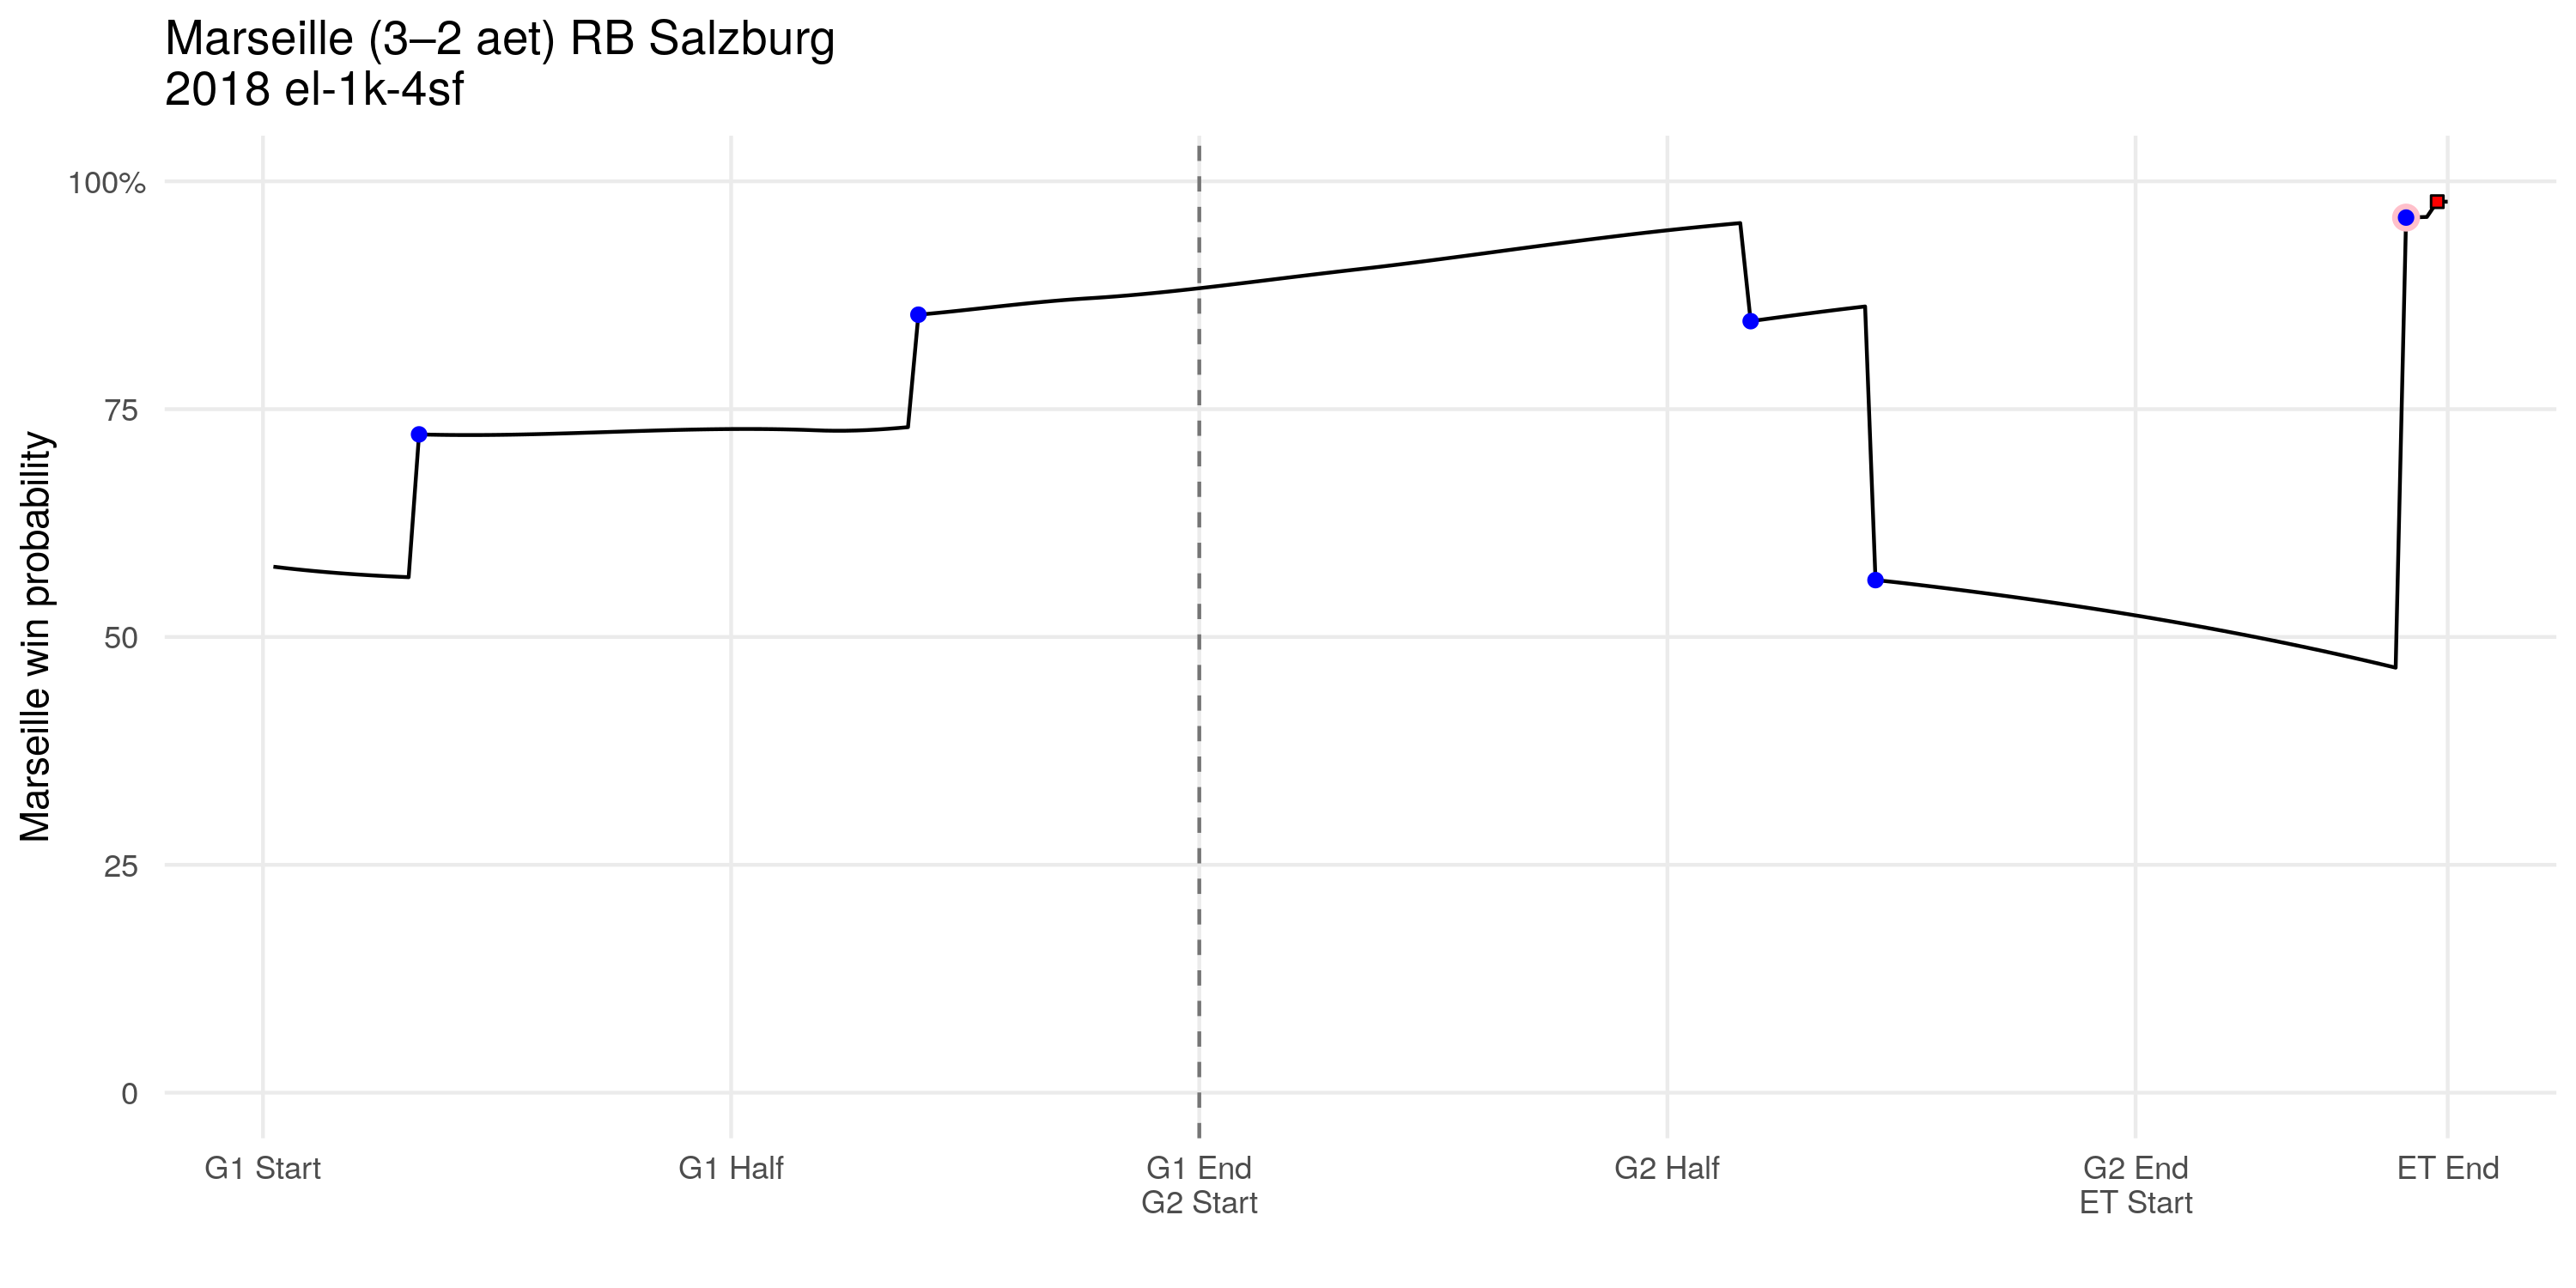 Marseille (3–2 aet) RB Salzburg
2018 el-1k-4sf
Marseille win probability
100%
75
50
25
0
G1 Start
G1 Half
G1 End
G2 Start
G2 Half
G2 End
ET Start
ET End